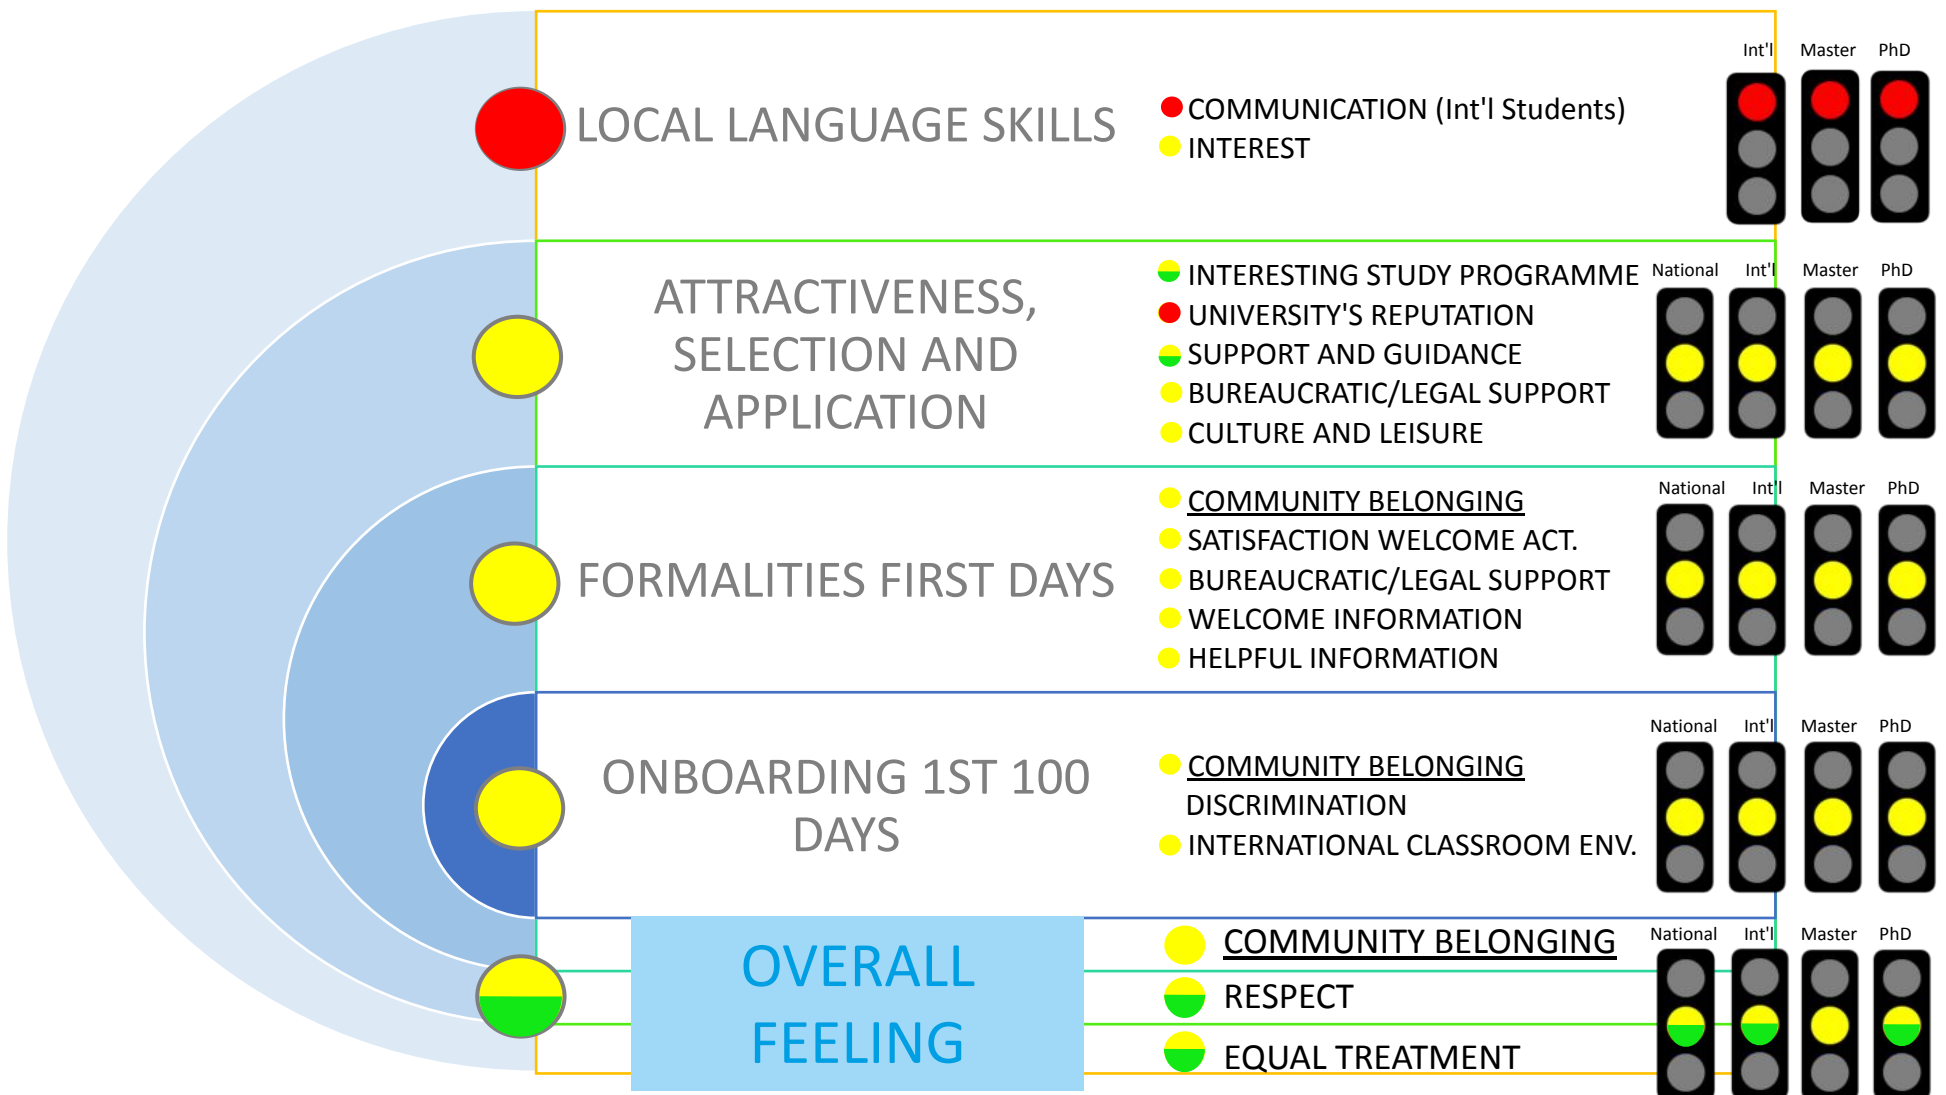 Int'l Master PhD
LOCAL LANGUAGE SKILLS
COMMUNICATION (Int'l Students)
INTEREST
National Int'l Master PhD
ATTRACTIVENESS,
SELECTION AND
APPLICATION
INTERESTING STUDY PROGRAMME
UNIVERSITY'S REPUTATION
SUPPORT AND GUIDANCE
BUREAUCRATIC/LEGAL SUPPORT
CULTURE AND LEISURE
National Int'l Master PhD
FORMALITIES FIRST DAYS
COMMUNITY BELONGING
SATISFACTION WELCOME ACT.
BUREAUCRATIC/LEGAL SUPPORT
WELCOME INFORMATION
HELPFUL INFORMATION
National Int'l Master PhD
ONBOARDING 1ST 100
DAYS
COMMUNITY BELONGING
DISCRIMINATION
INTERNATIONAL CLASSROOM ENV.
National Int'l Master PhD
OVERALL
FEELING
COMMUNITY BELONGING
RESPECT
EQUAL TREATMENT